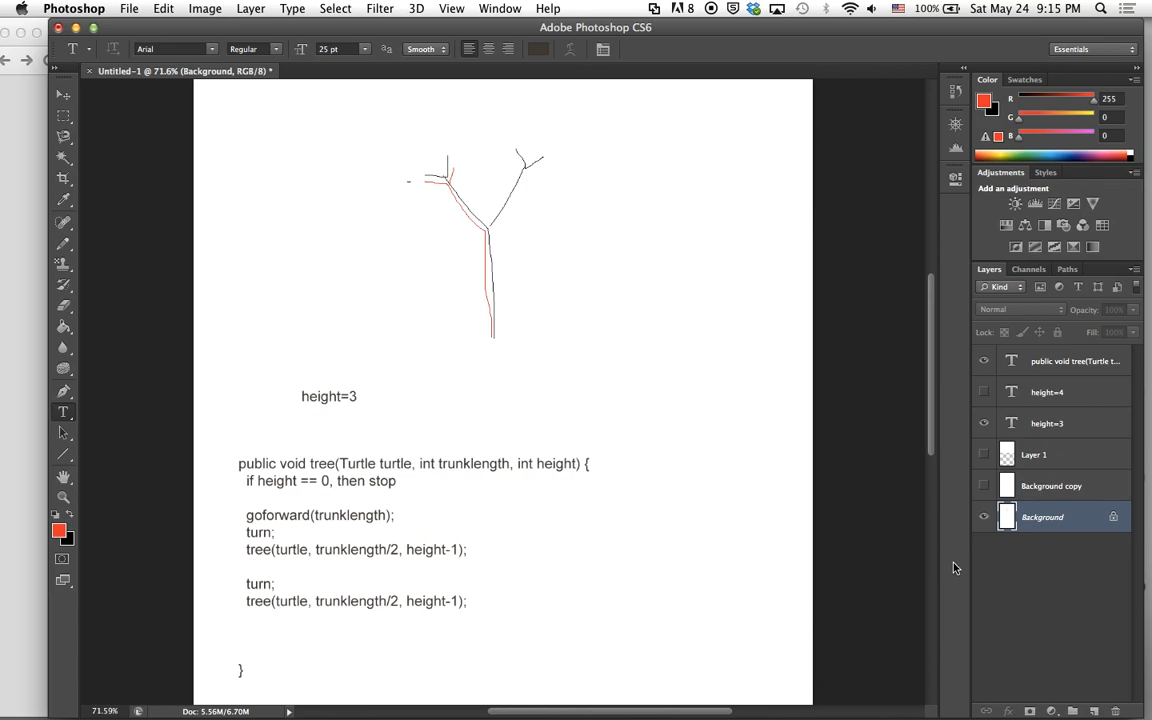 Photoshop File Edit Image Layer Type Select Filter 3D View Window Help 8 100% Sat May 24 9:15 PM
Adobe Photoshop CS6
T T Arial Regular T 25 pt aa Smooth Essentials
× Untitled-1 @ 71.6% (Background, RGB/8) *
Color Swatches
R 255
G 0
B 0
Adjustments Styles
Add an adjustment
Layers Channels Paths
Kind
Normal Opacity: 100%
Lock: Fill: 100%
T public void tree(Turtle t...
T height=4
T height=3
Layer 1
Background copy
Background
height=3
public void tree(Turtle turtle, int trunklength, int height) {
if height == 0, then stop
goforward(trunklength);
turn;
tree(turtle, trunklength/2, height-1);
turn;
tree(turtle, trunklength/2, height-1);
}
71.59% Doc: 5.56M/6.70M